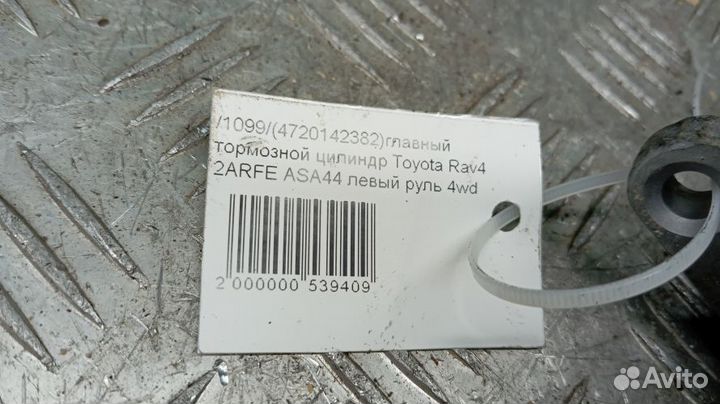 /1099/(4720142382)главный
тормозной цилиндр Toyota Rav4
2ARFE ASA44 левый руль 4wd
2 000000 539409
Avito